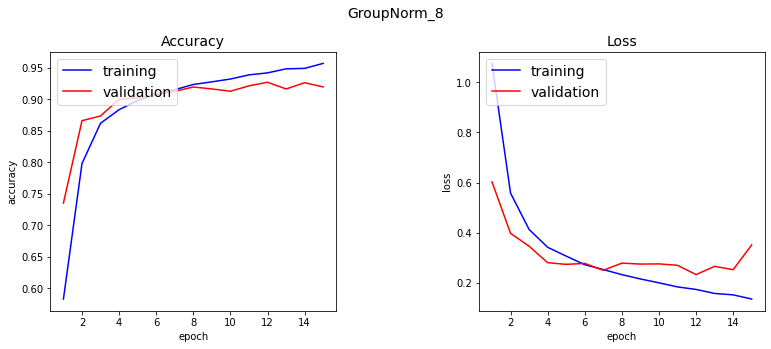 GroupNorm_8
Accuracy
training
validation
0.95
0.90
0.85
0.80
0.75
0.70
0.65
0.60
accuracy
2 4 6 8 10 12 14
epoch
Loss
training
validation
1.0
0.8
0.6
0.4
0.2
loss
2 4 6 8 10 12 14
epoch